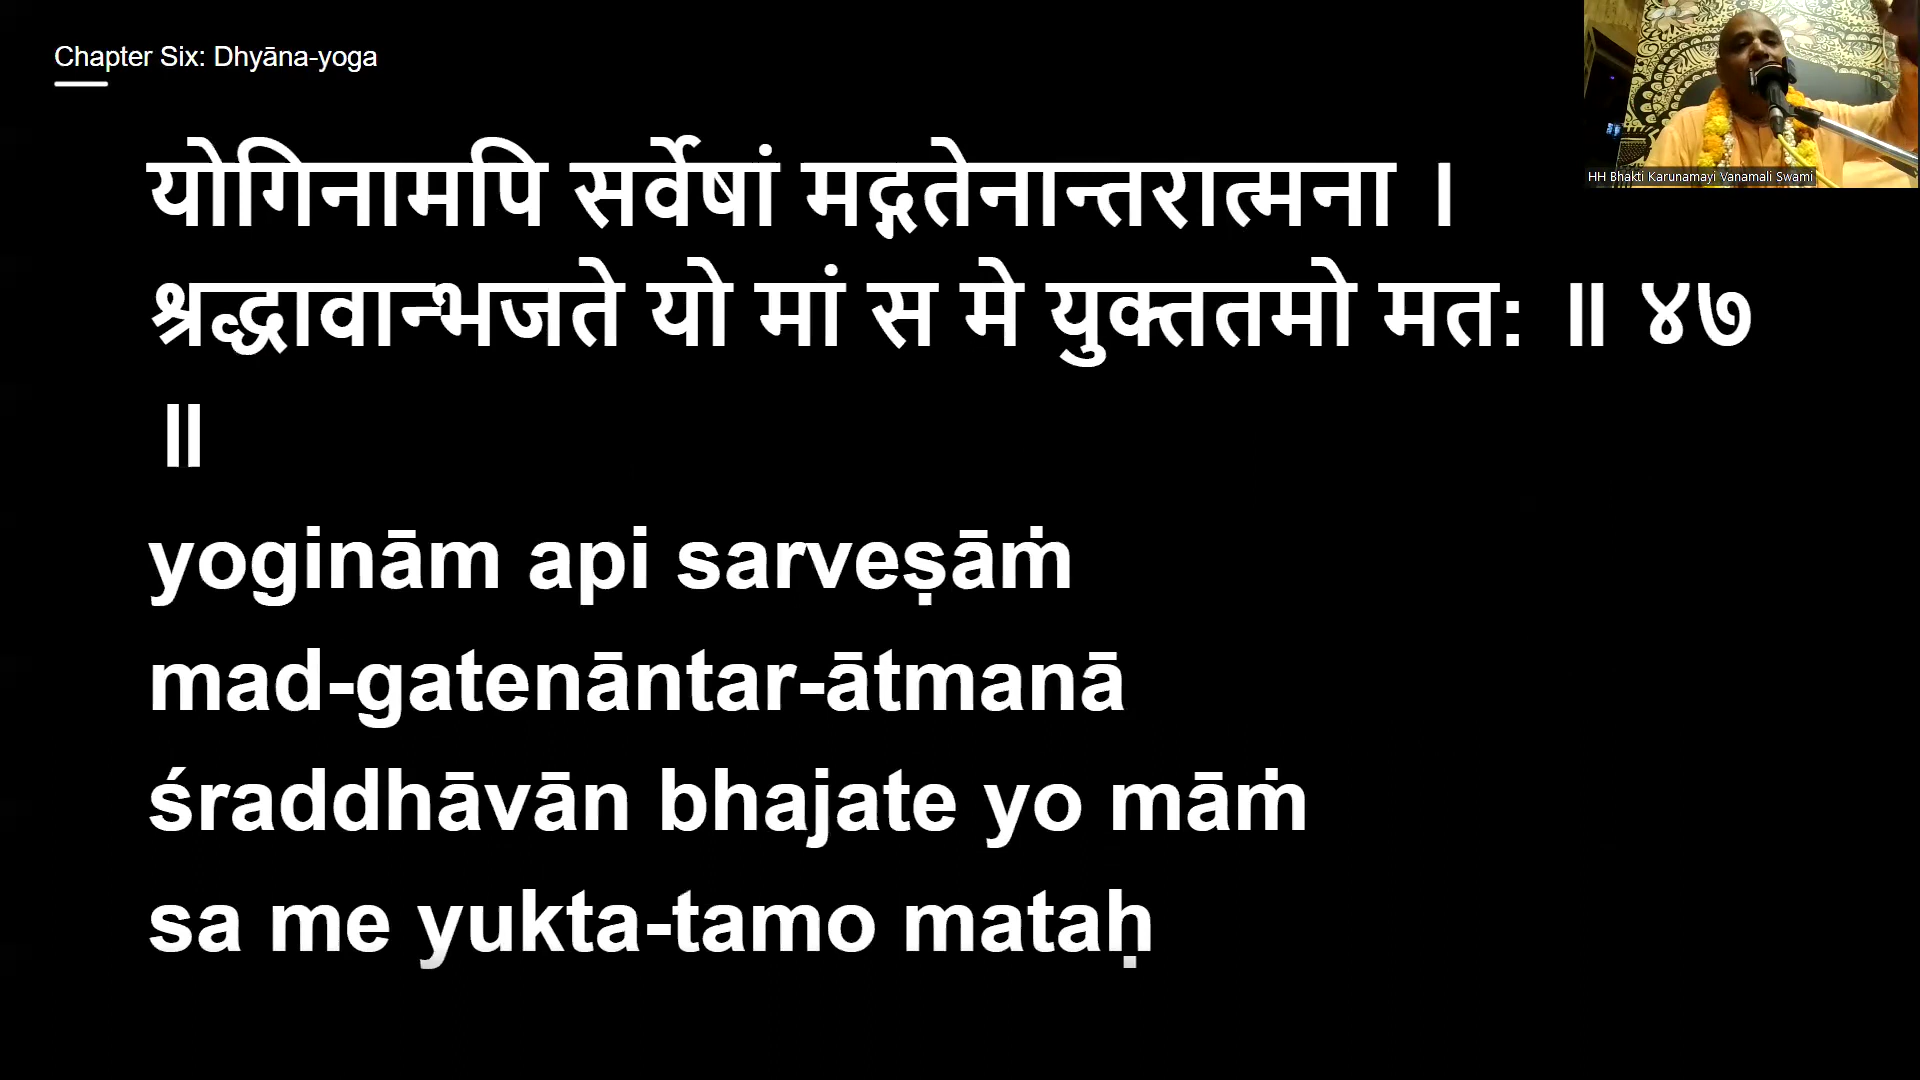 Chapter Six: Dhyāna-yoga
HH Bhakti Karunamayi Vanamali Swami
योगिनामपि सर्वेषां मद्गतेनान्तरात्मना ।
श्रद्धावान्भजते यो मां स मे युक्ततमो मत: ॥ ४७
॥
yoginām api sarveṣāṁ
mad-gatenāntar-ātmanā
śraddhāvān bhajate yo māṁ
sa me yukta-tamo mataḥ